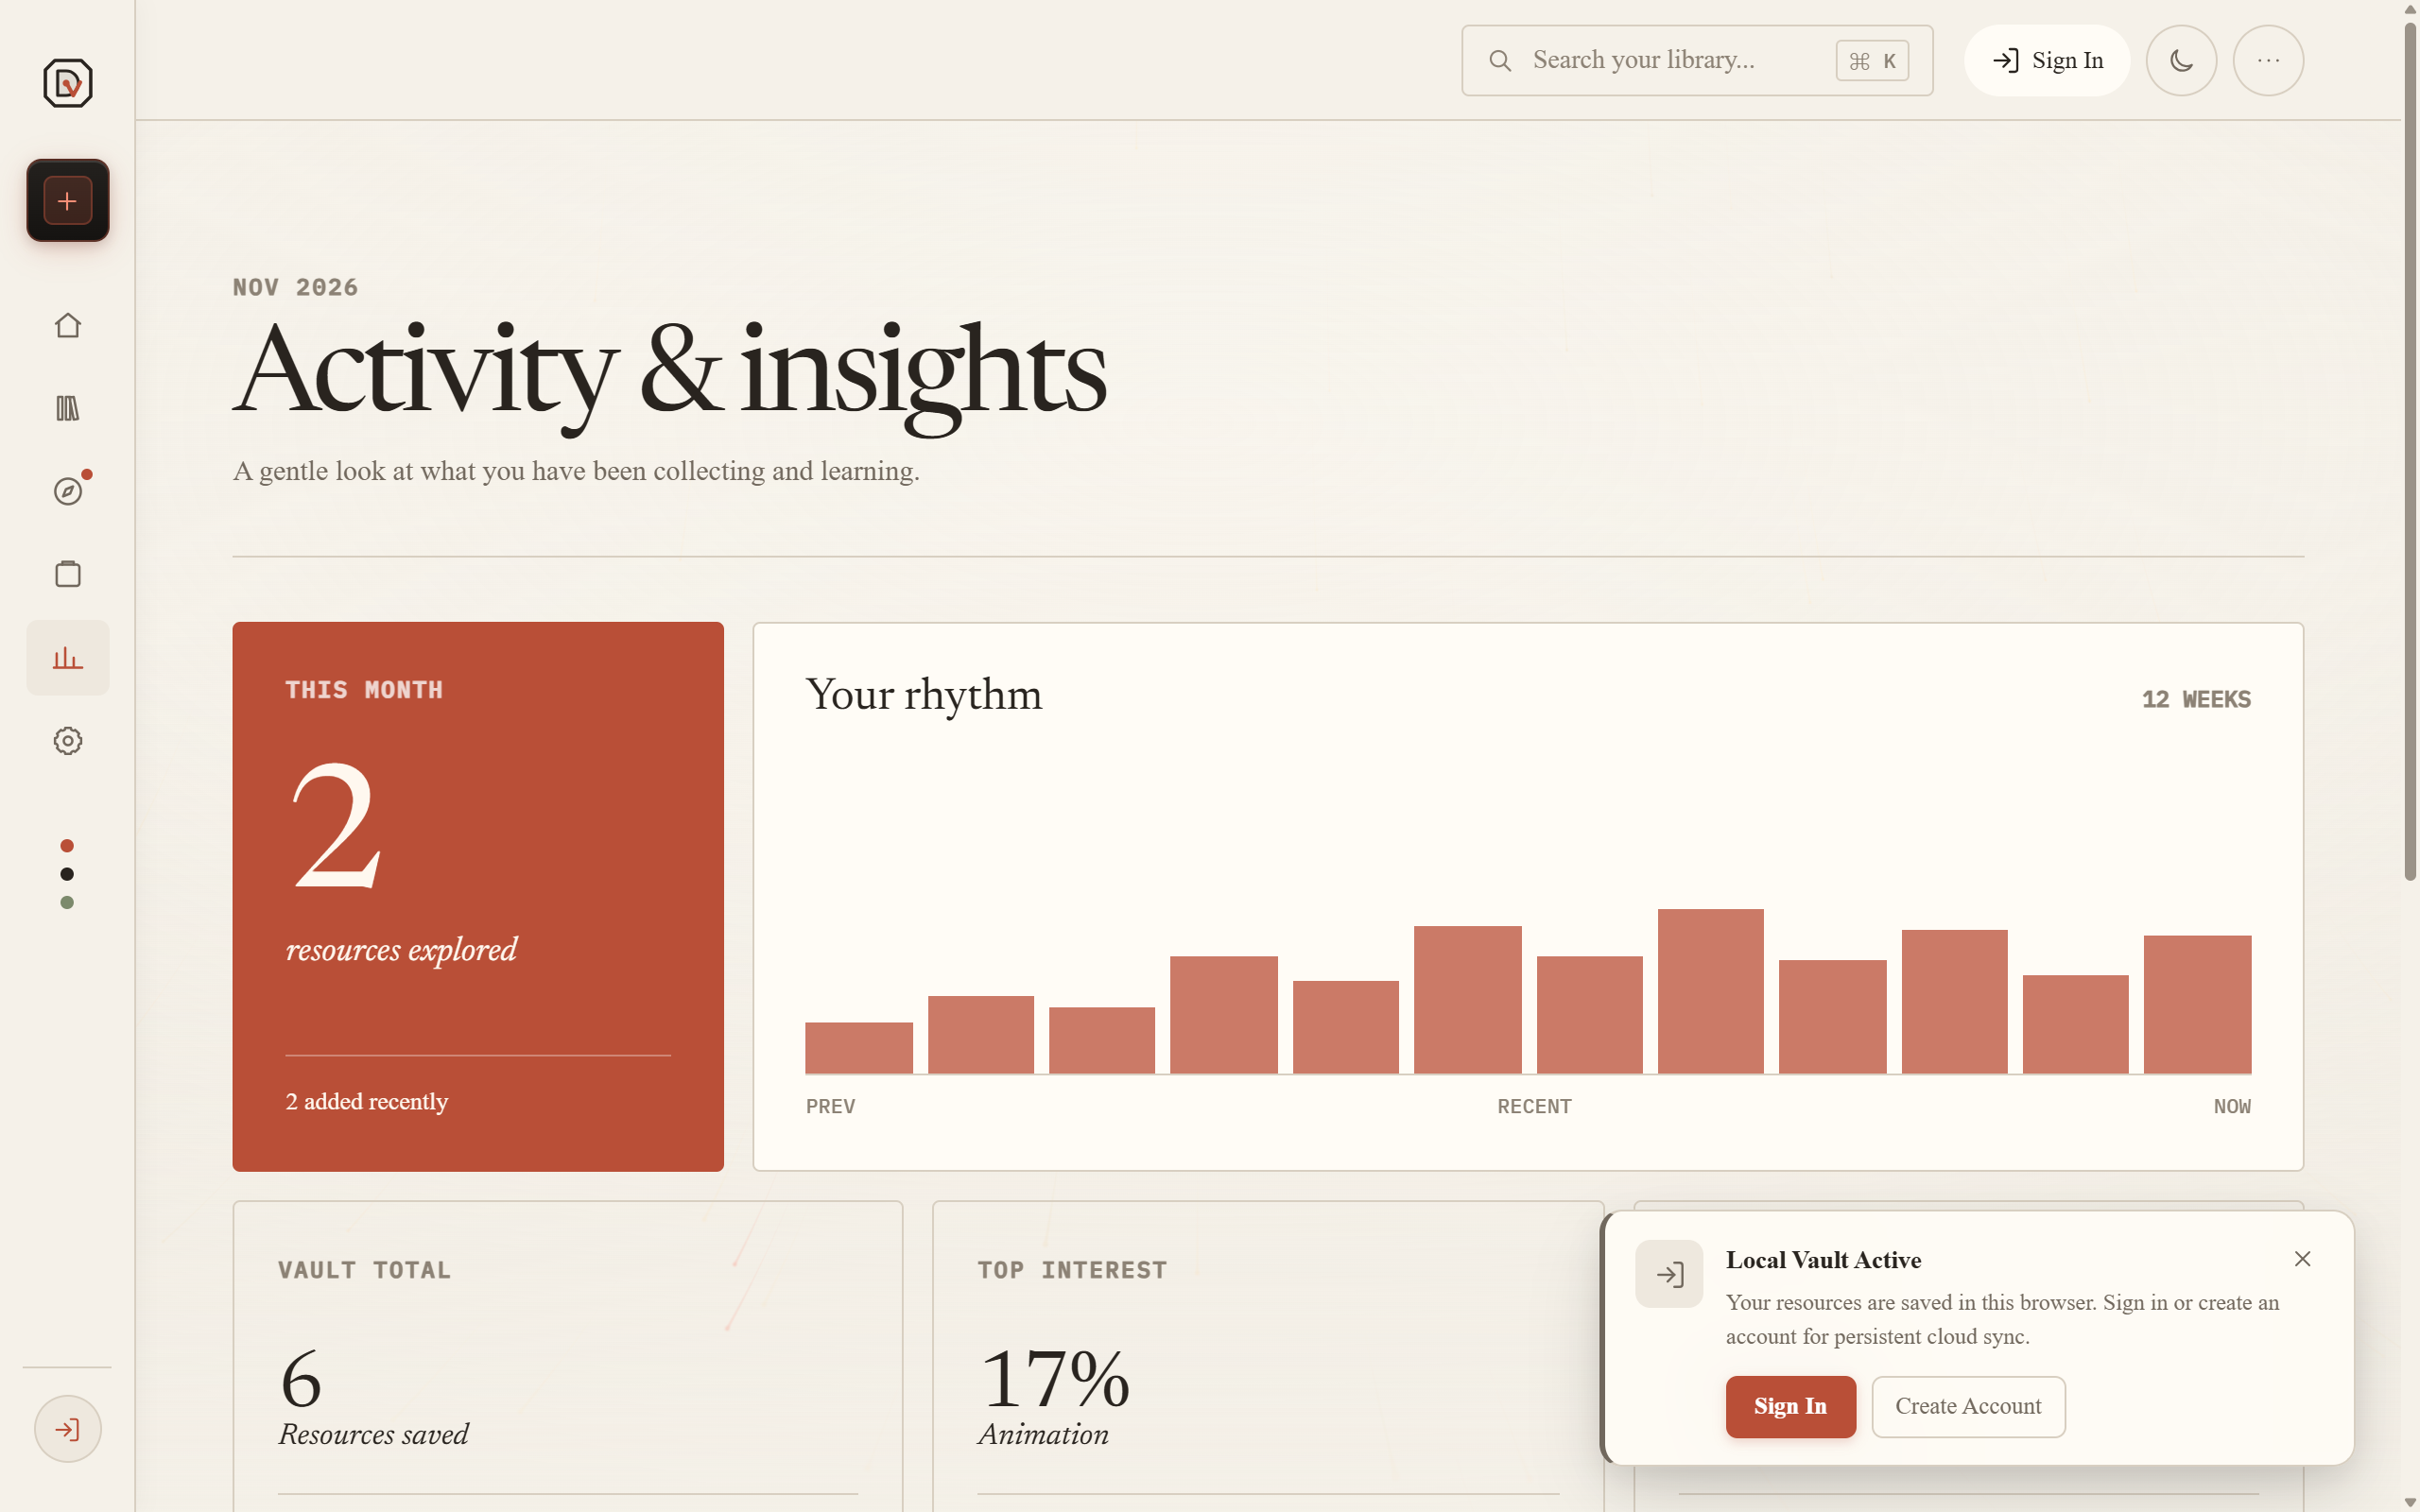 Search your library...
⌘ K
Sign In
NOV 2026
Activity & insights
A gentle look at what you have been collecting and learning.
THIS MONTH
2
resources explored
2 added recently
Your rhythm
12 WEEKS
PREV
RECENT
NOW
VAULT TOTAL
6
Resources saved
TOP INTEREST
17%
Animation
Local Vault Active
Your resources are saved in this browser. Sign in or create an
account for persistent cloud sync.
Sign In
Create Account